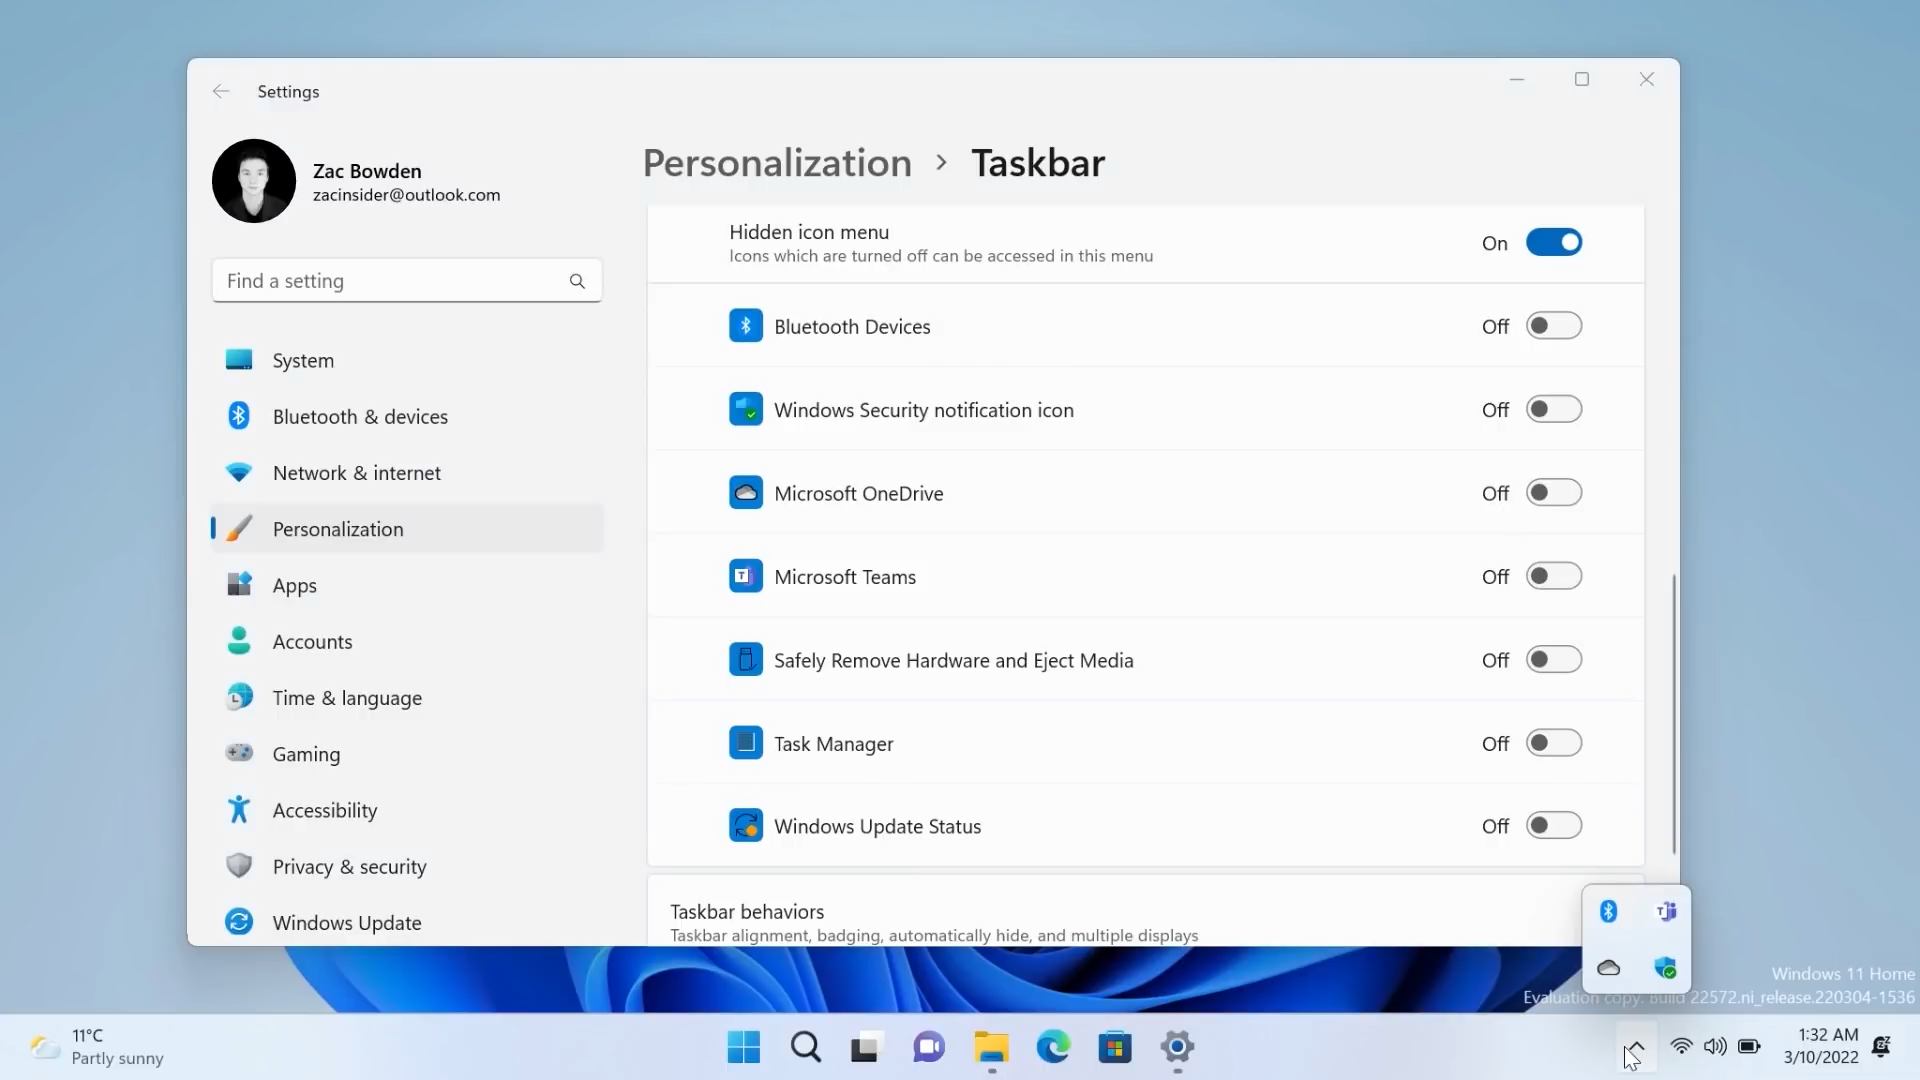 Settings
Zac Bowden
zacinsider@outlook.com
Find a setting
System
Bluetooth & devices
Network & internet
Personalization
Apps
Accounts
Time & language
Gaming
Accessibility
Privacy & security
Windows Update
Personalization > Taskbar
Hidden icon menu
Icons which are turned off can be accessed in this menu
On
Bluetooth Devices Off
Windows Security notification icon Off
Microsoft OneDrive Off
Microsoft Teams Off
Safely Remove Hardware and Eject Media Off
Task Manager Off
Windows Update Status Off
Taskbar behaviors
Taskbar alignment, badging, automatically hide, and multiple displays
Windows 11 Home
Evaluation copy. Build 22572.ni_release.220304-1536
11°C
Partly sunny
1:32 AM
3/10/2022